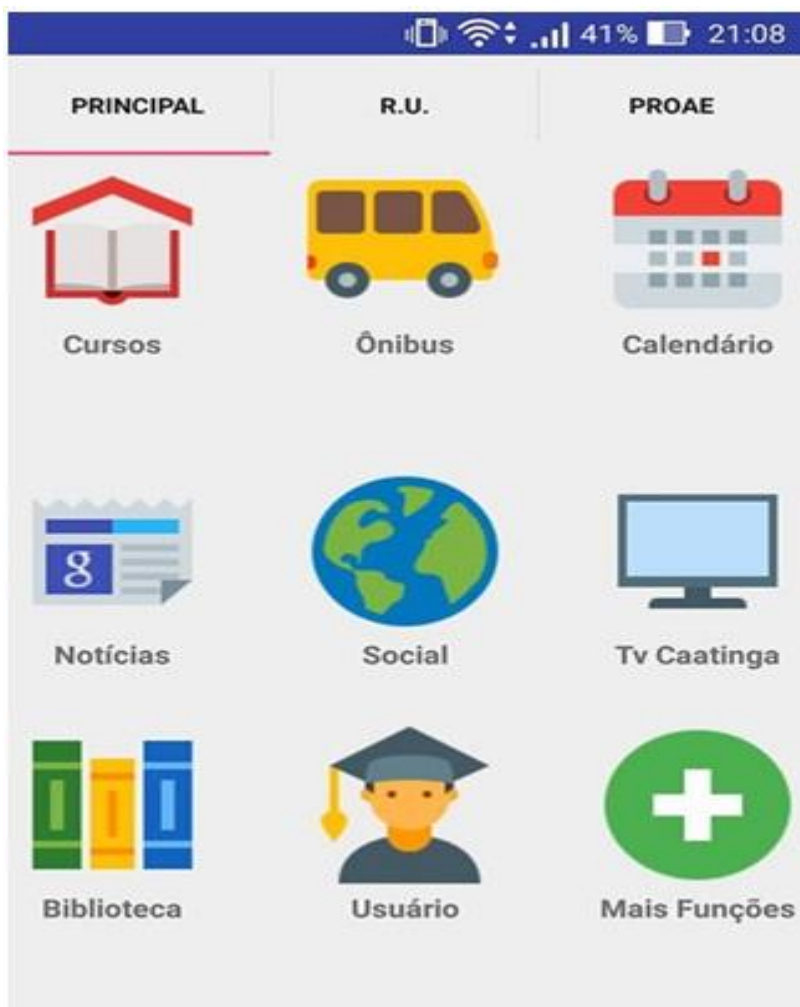 41% 21:08
PRINCIPAL R.U. PROAE
Cursos Ônibus Calendário
g
Notícias Social Tv Caatinga
Biblioteca Usuário Mais Funções